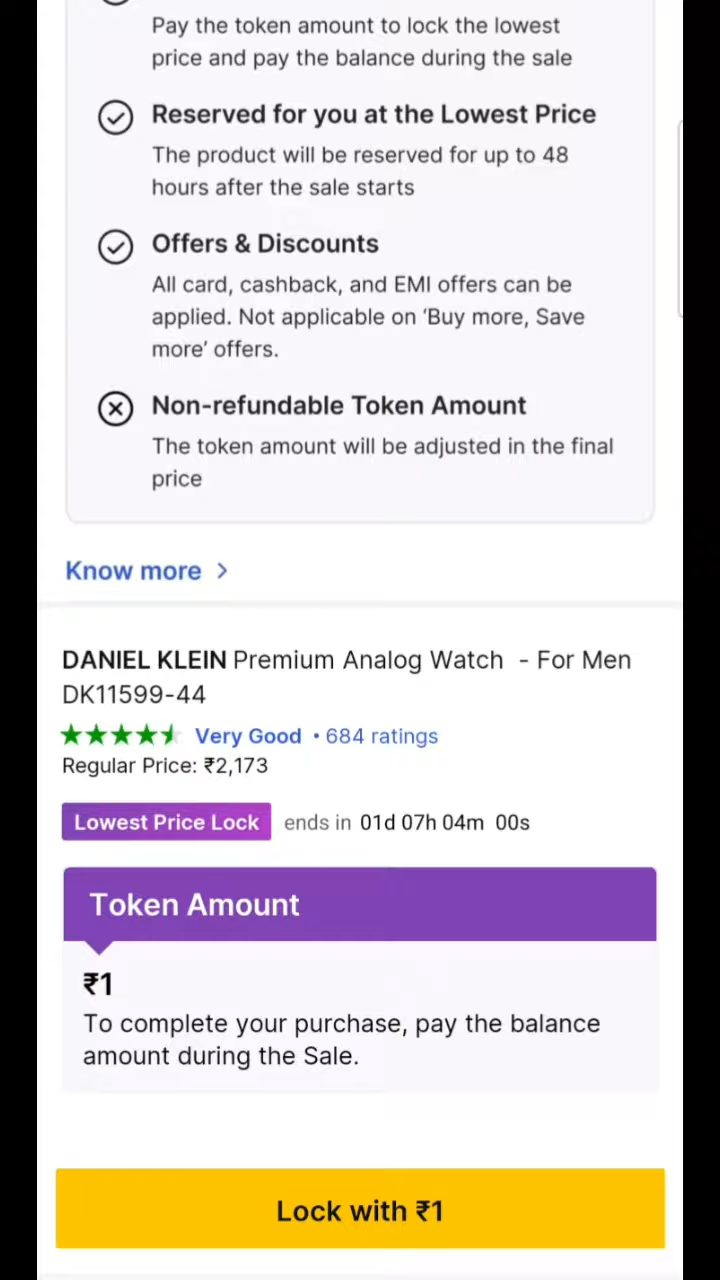 Pay the token amount to lock the lowest
price and pay the balance during the sale
Reserved for you at the Lowest Price
The product will be reserved for up to 48
hours after the sale starts
Offers & Discounts
All card, cashback, and EMI offers can be
applied. Not applicable on ‘Buy more, Save
more’ offers.
Non-refundable Token Amount
The token amount will be adjusted in the final
price
Know more
DANIEL KLEIN Premium Analog Watch - For Men
DK11599-44
Very Good • 684 ratings
Regular Price: ₹2,173
Lowest Price Lock ends in 01d 07h 04m 00s
Token Amount
₹1
To complete your purchase, pay the balance
amount during the Sale.
Lock with ₹1